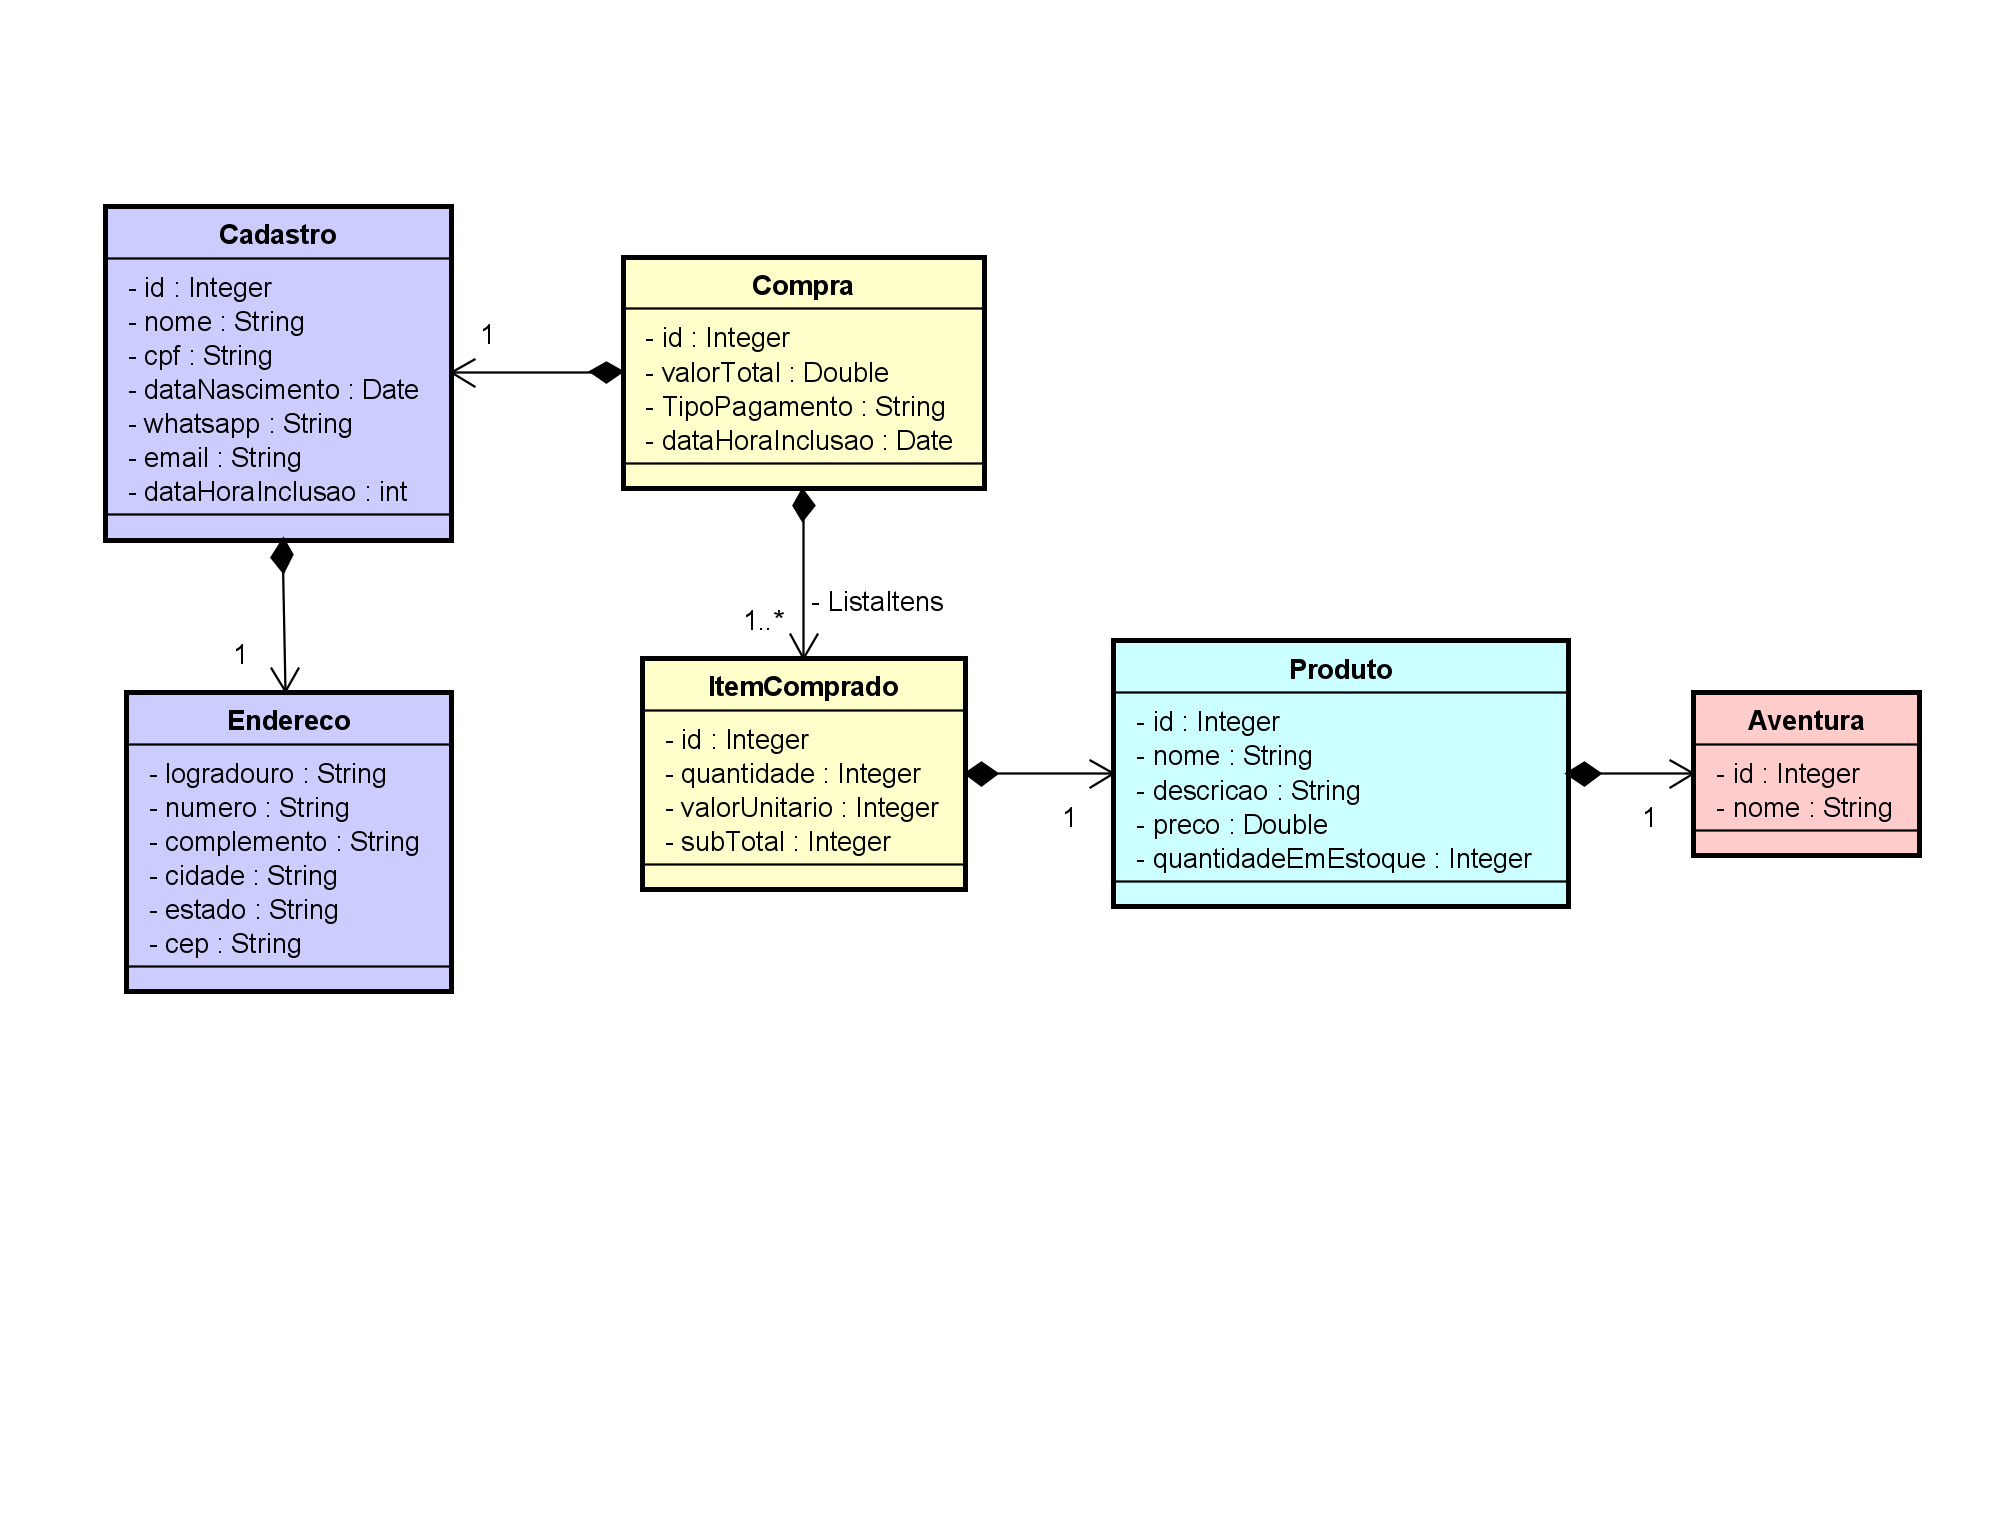 Cadastro
- id : Integer
- nome : String
- cpf : String
- dataNascimento : Date
- whatsapp : String
- email : String
- dataHoraInclusao : int
1
Compra
- id : Integer
- valorTotal : Double
- TipoPagamento : String
- dataHoraInclusao : Date
1
Endereco
- logradouro : String
- numero : String
- complemento : String
- cidade : String
- estado : String
- cep : String
- ListaItens
1..*
ItemComprado
- id : Integer
- quantidade : Integer
- valorUnitario : Integer
- subTotal : Integer
1
Produto
- id : Integer
- nome : String
- descricao : String
- preco : Double
- quantidadeEmEstoque : Integer
1
Aventura
- id : Integer
- nome : String